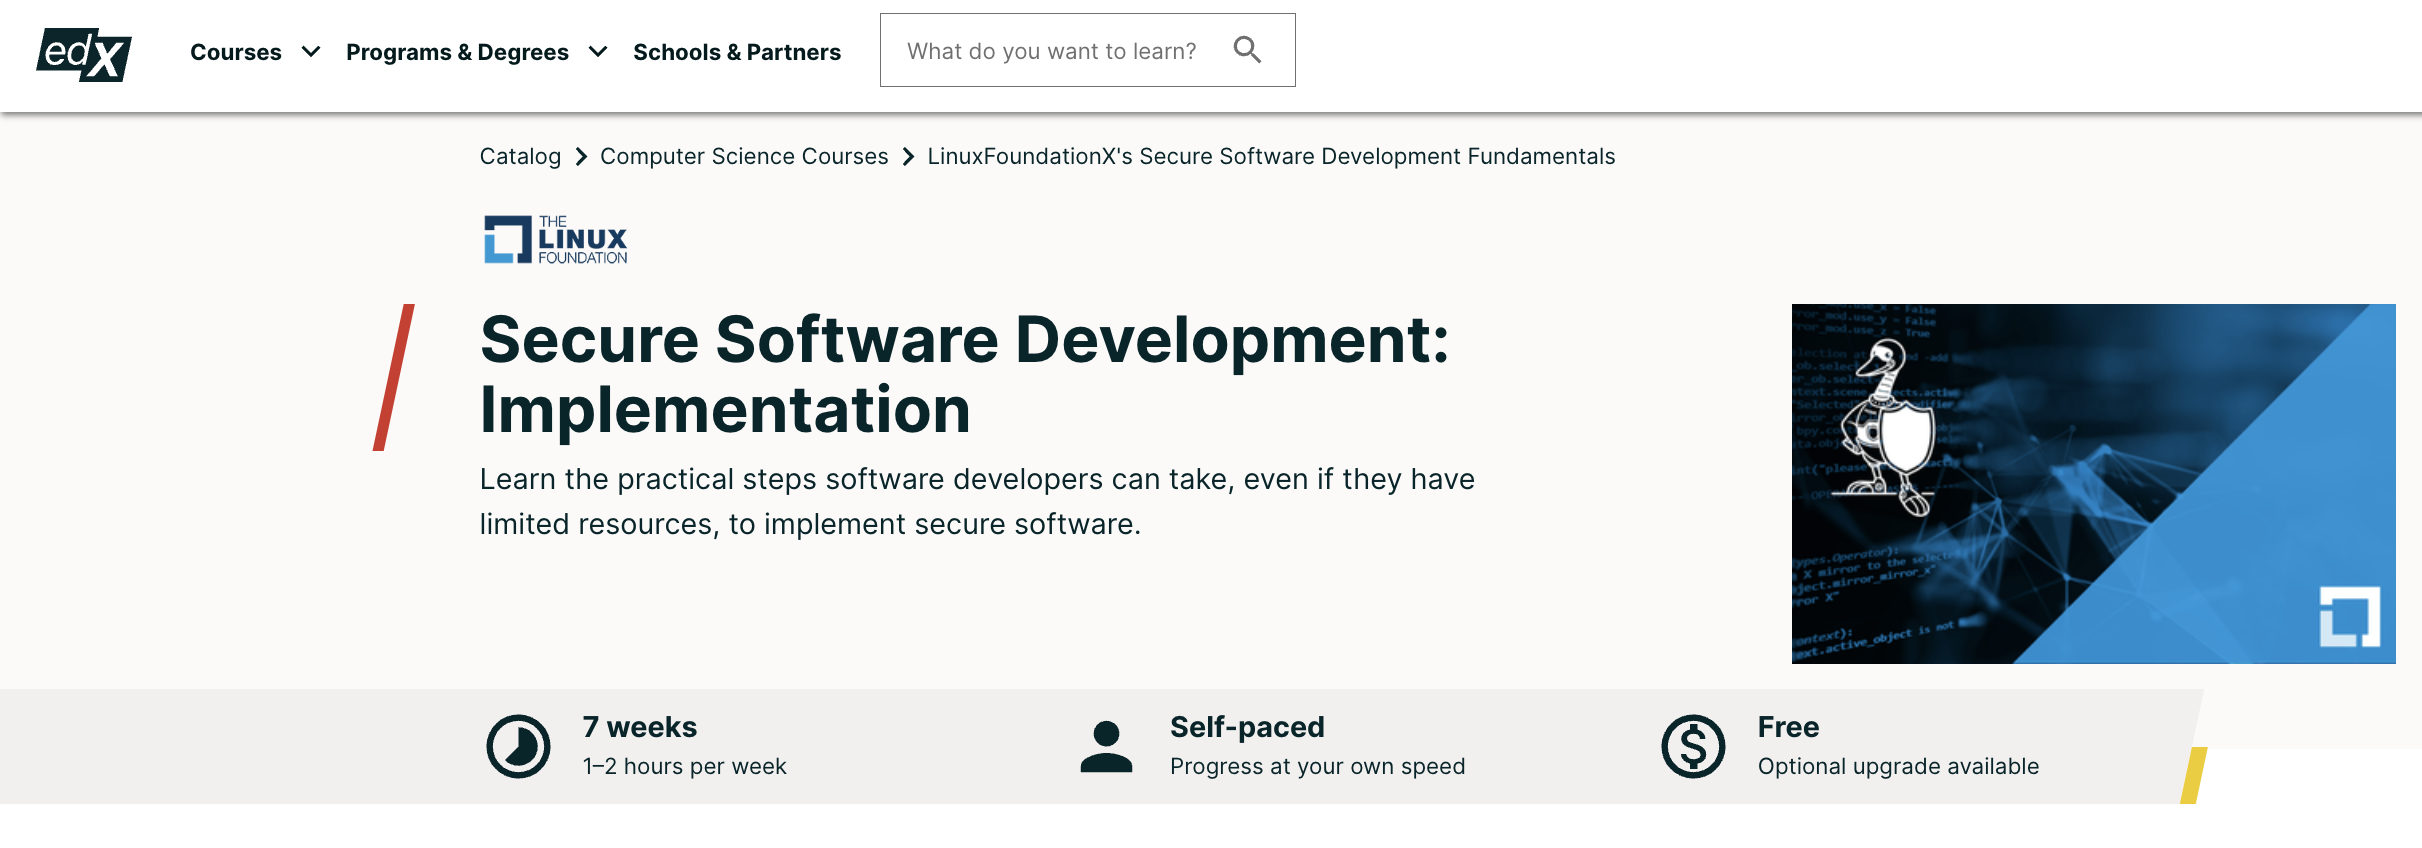 edX
Courses
Programs & Degrees
Schools & Partners
What do you want to learn?
Catalog
Computer Science Courses
LinuxFoundationX's Secure Software Development Fundamentals
THE
LINUX
FOUNDATION
Secure Software Development:
Implementation
Learn the practical steps software developers can take, even if they have
limited resources, to implement secure software.
7 weeks
1–2 hours per week
Self-paced
Progress at your own speed
Free
Optional upgrade available